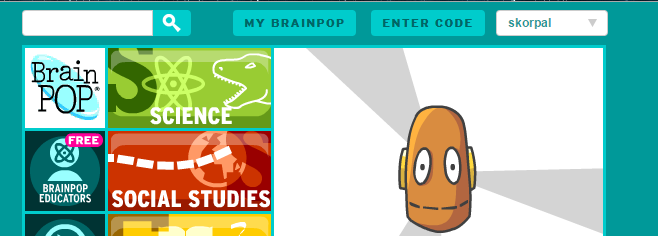 MY BRAINPOP
ENTER CODE
skorpal
Brain
POP®
S
SCIENCE
FREE
BRAINPOP
EDUCATORS
SOCIAL STUDIES